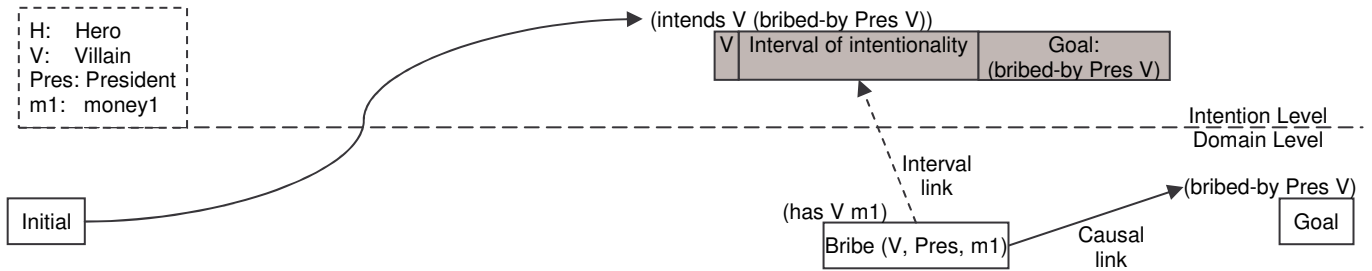 H: Hero
V: Villain
Pres: President
m1: money1
(intends V (bribed-by Pres V))
V Interval of intentionality Goal:
(bribed-by Pres V)
Intention Level
Domain Level
Interval
link
(bribed-by Pres V)
(has V m1)
Initial
Bribe (V, Pres, m1)
Causal
link
Goal